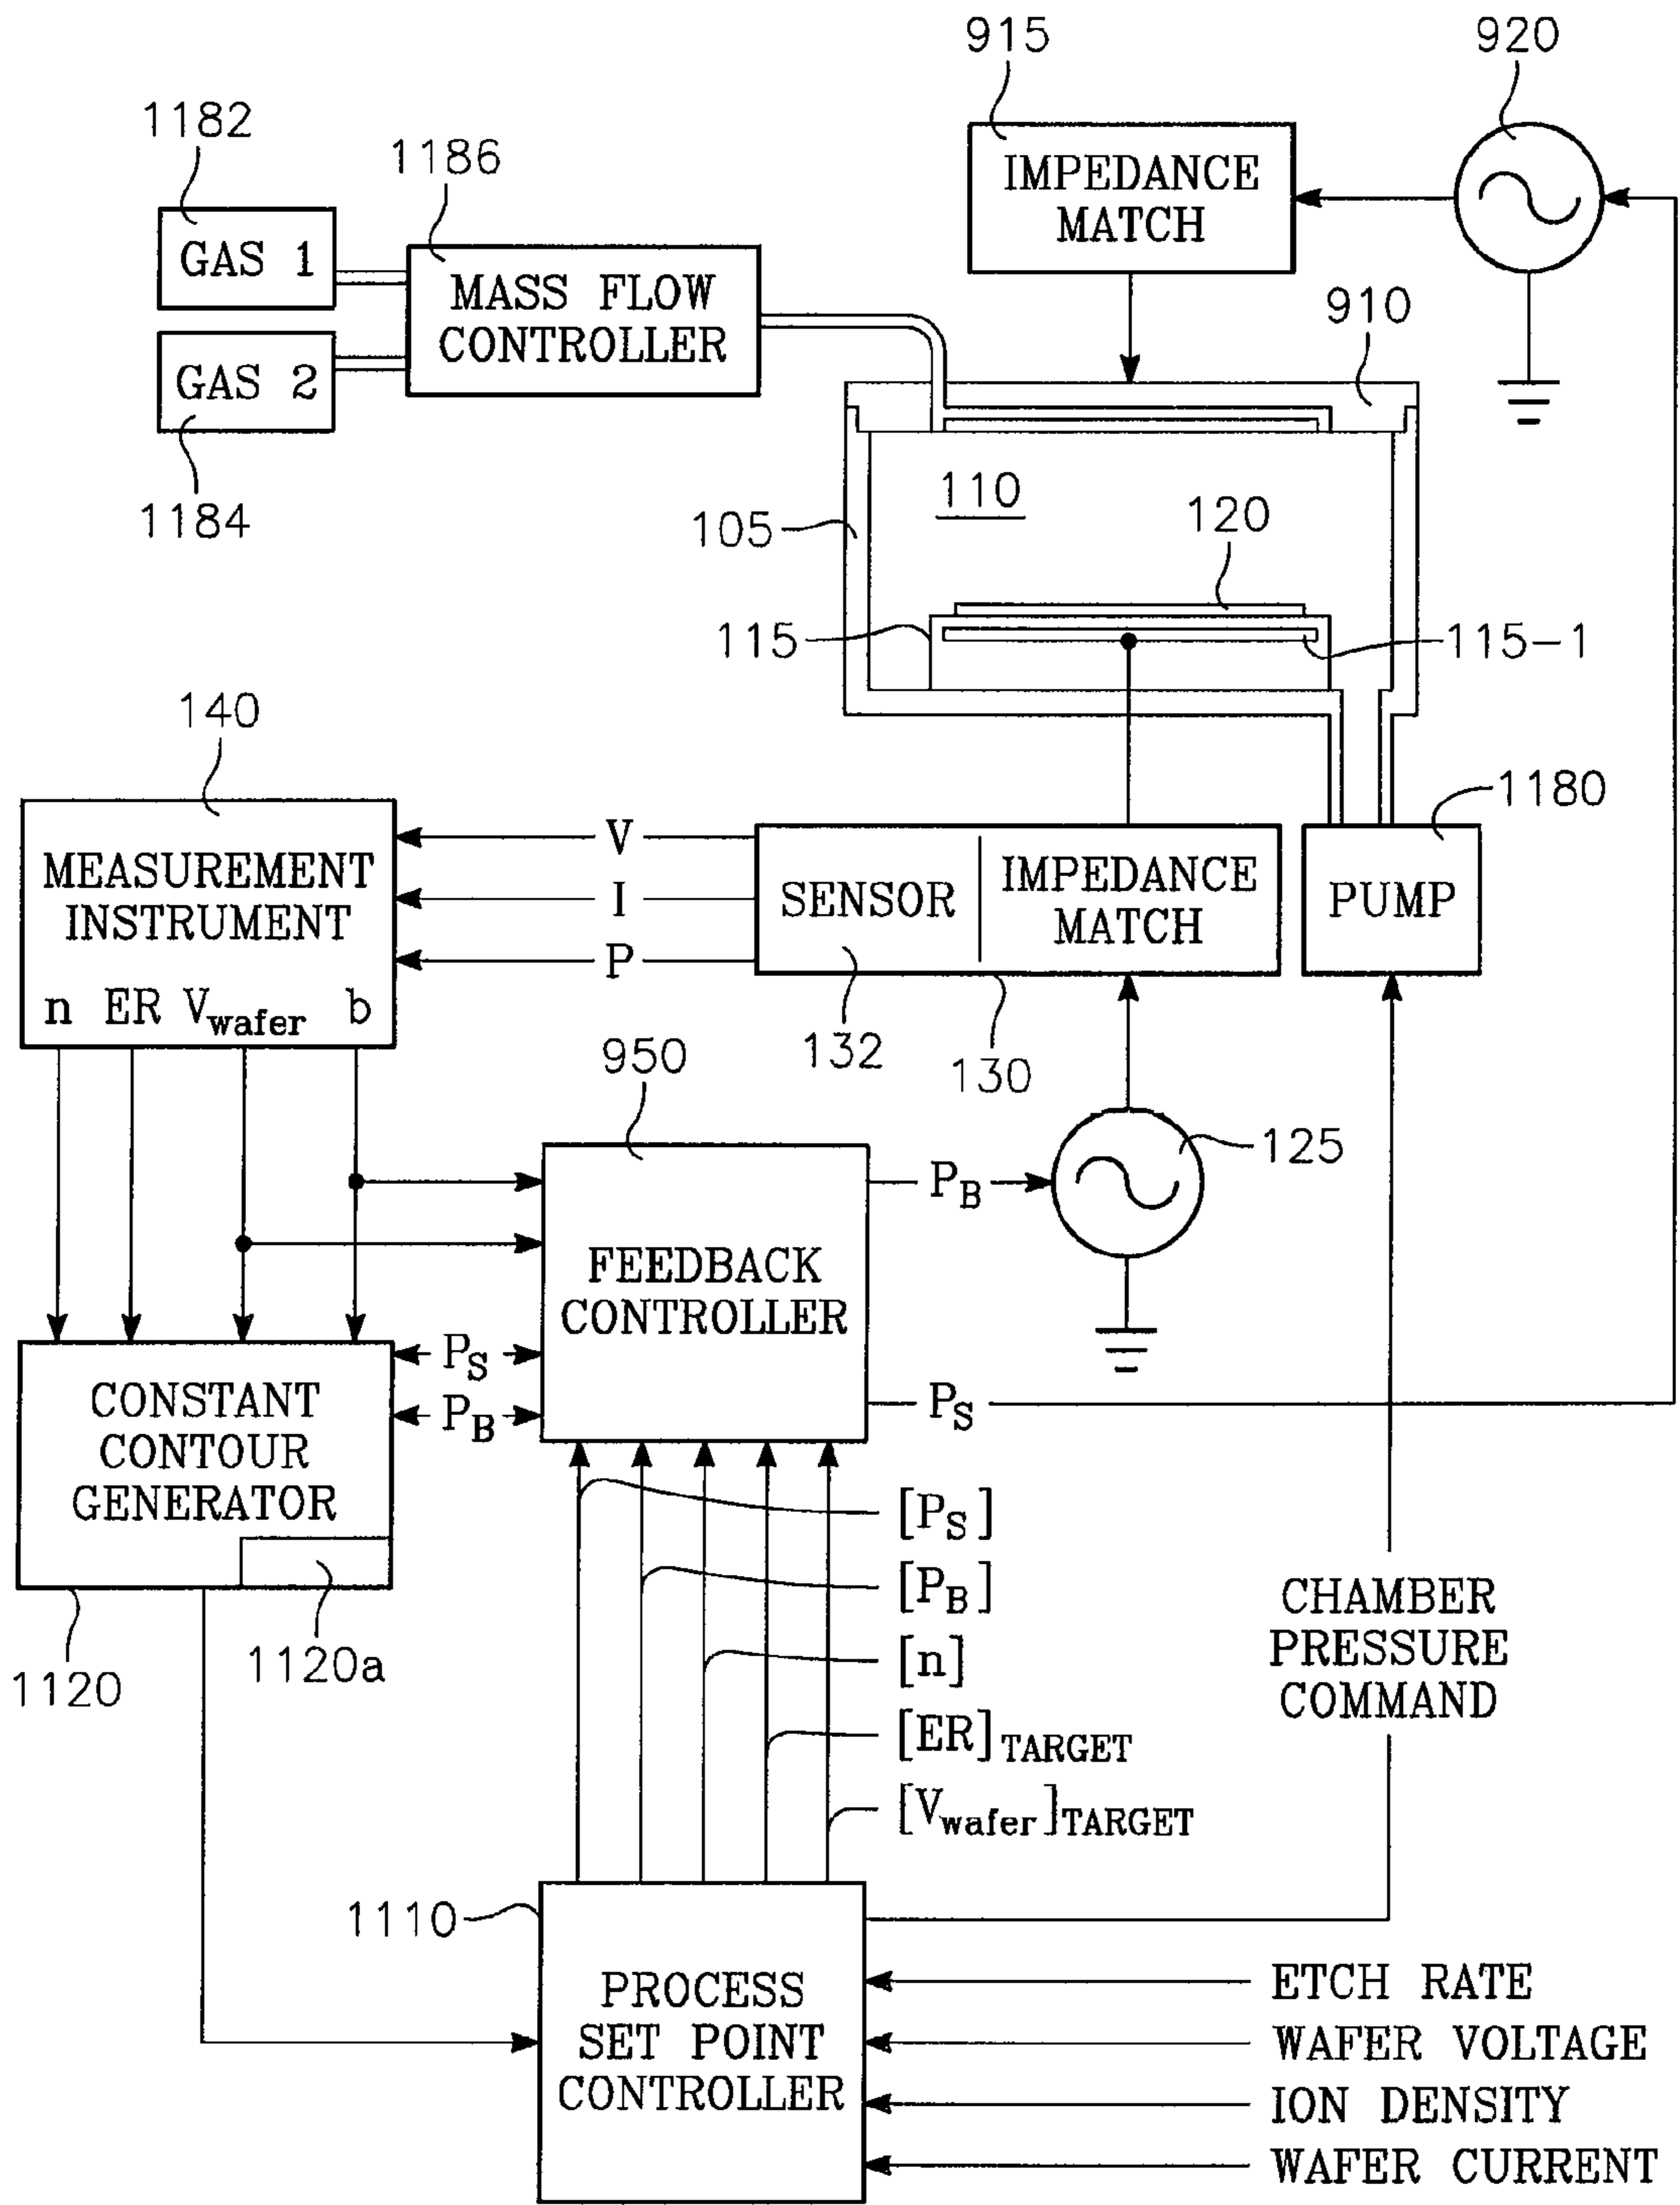 915
920
1182
1186
IMPEDANCE
MATCH
GAS 1
MASS FLOW
CONTROLLER
910
GAS 2
1184
110
105
120
115
115-1
140
1180
MEASUREMENT
INSTRUMENT
V
I
P
SENSOR
IMPEDANCE
MATCH
PUMP
n ER Vwafer b
132
130
950
125
PB
FEEDBACK
CONTROLLER
PS
PB
PS
CONSTANT
CONTOUR
GENERATOR
1120
1120a
[PS]
[PB]
[n]
[ER]TARGET
[Vwafer]TARGET
CHAMBER
PRESSURE
COMMAND
1110
PROCESS
SET POINT
CONTROLLER
ETCH RATE
WAFER VOLTAGE
ION DENSITY
WAFER CURRENT